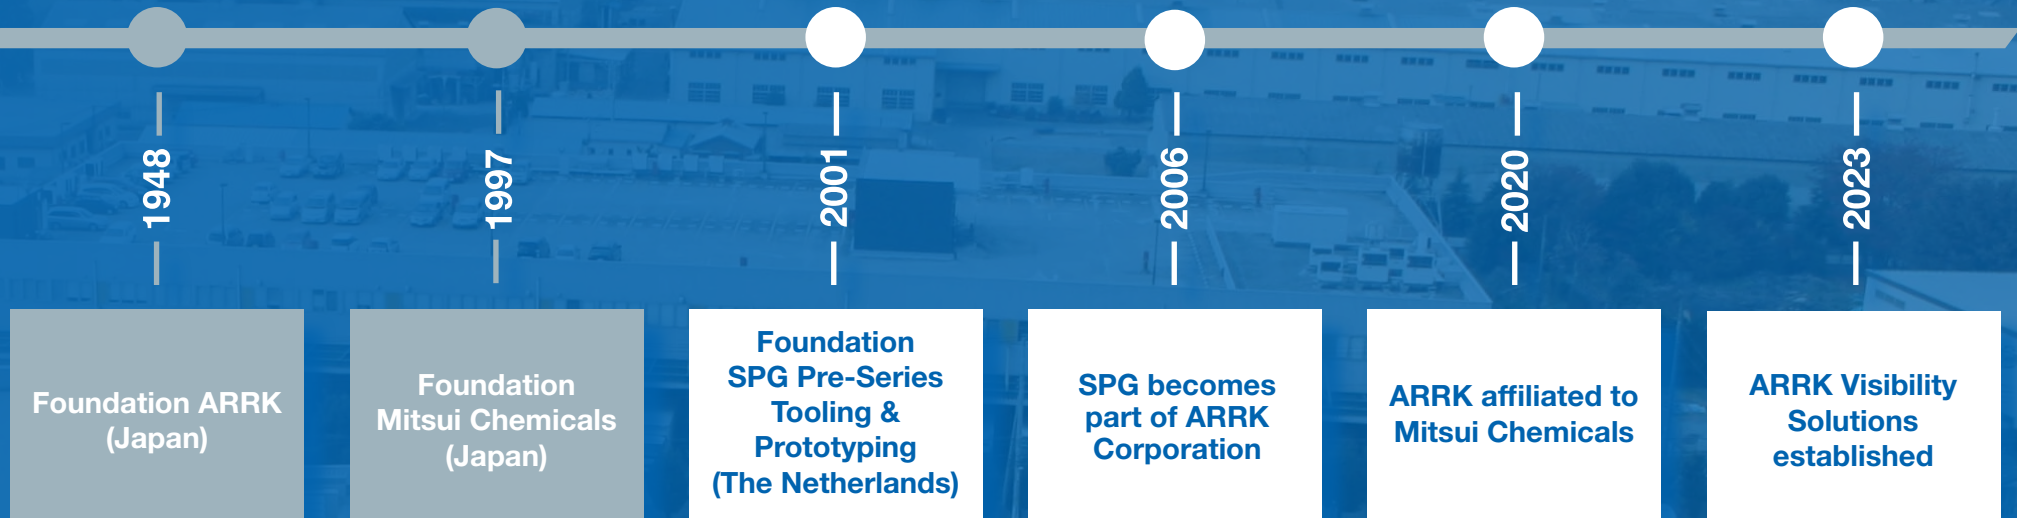 1948
1997
2001
2006
2020
2023
Foundation ARRK
(Japan)
Foundation
Mitsui Chemicals
(Japan)
Foundation
SPG Pre-Series
Tooling &
Prototyping
(The Netherlands)
SPG becomes
part of ARRK
Corporation
ARRK affiliated to
Mitsui Chemicals
ARRK Visibility
Solutions
established